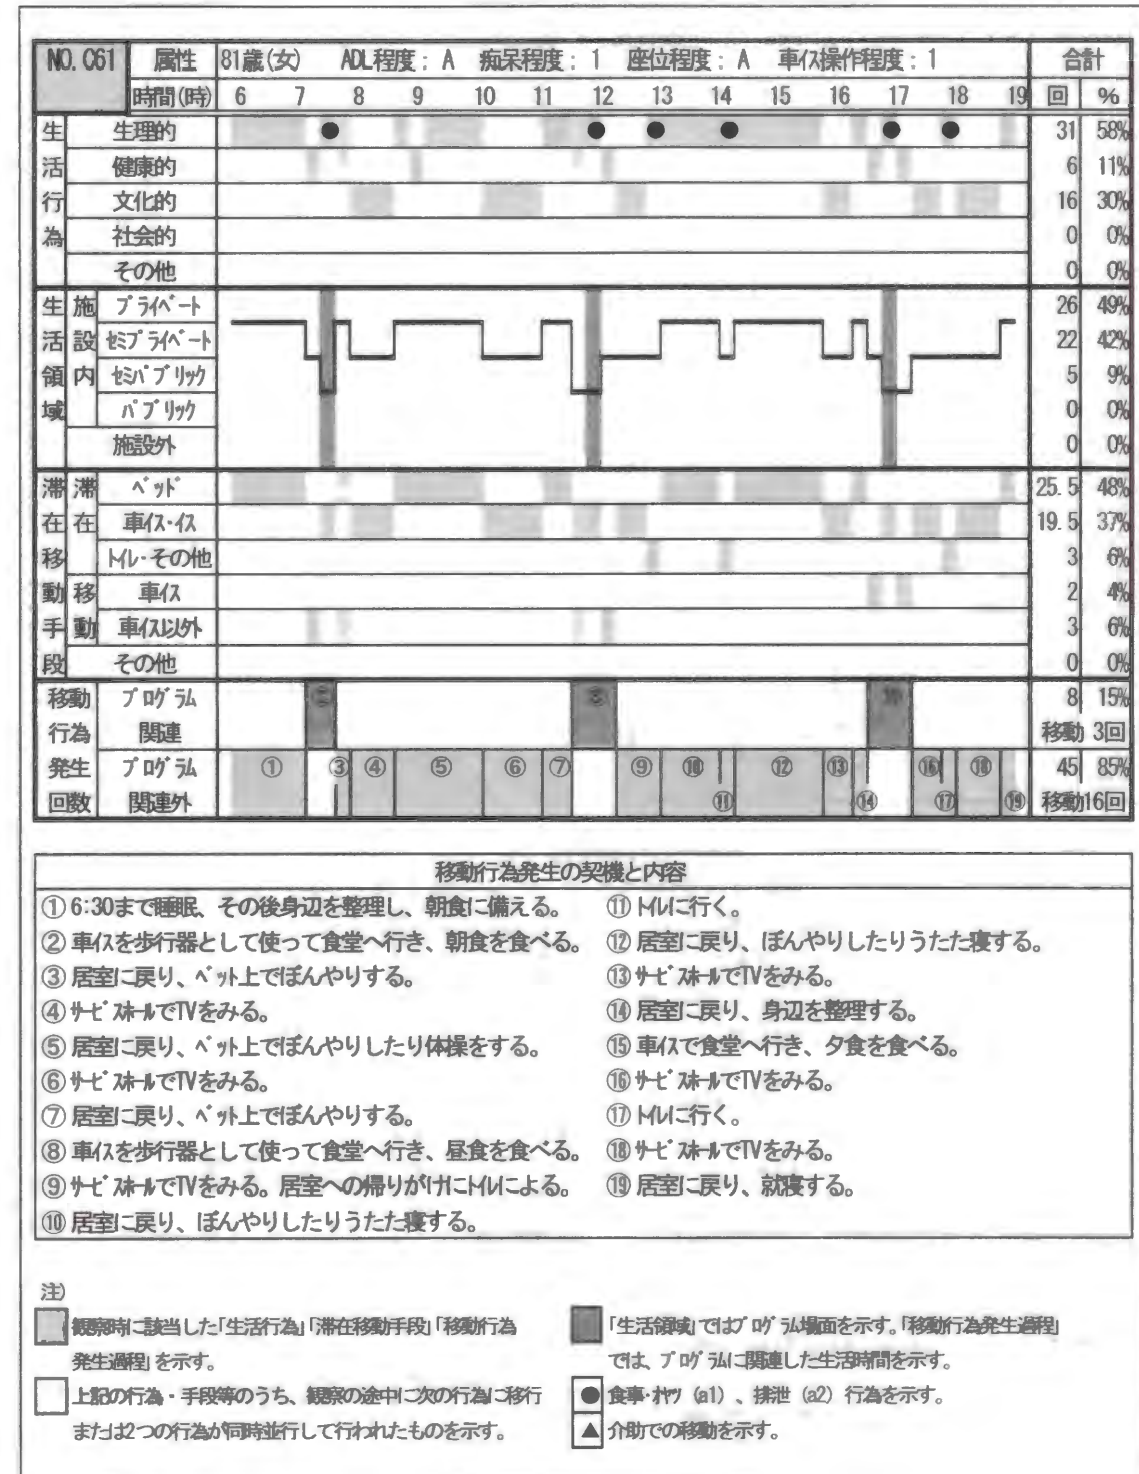 NO. C61 属性 81歳(女) ADL程度：A 痴呆程度：1 座位程度：A 車イス操作程度：1 合計
時間(時) 6 7 8 9 10 11 12 13 14 15 16 17 18 19 回 %
生活行為
生理的 31 58%
健康的 6 11%
文化的 16 30%
社会的 0 0%
その他 0 0%
生活領域
施設内
プライベート 26 49%
セミプライベート 22 42%
セミパブリック 5 9%
パブリック 0 0%
施設外 0 0%
滞在移動手段
滞在
ベッド 25.5 48%
車イス・イス 19.5 37%
トイレ・その他 3 6%
移動
車イス 2 4%
車イス以外 3 6%
その他 0 0%
移動行為発生回数
プログラム関連 8 15%
移動 3回
プログラム関連外 ① ③ ④ ⑤ ⑥ ⑦ ⑨ ⑩ ⑫ ⑬ ⑯ ⑱ 45 85%
⑪ ⑭ ⑰ ⑲ 移動16回
移動行為発生の契機と内容
①6:30まで睡眠、その後身辺を整理し、朝食に備える。
②車イスを歩行器として使って食堂へ行き、朝食を食べる。
③居室に戻り、ベット上でぼんやりする。
④サービスホールでTVをみる。
⑤居室に戻り、ベット上でぼんやりしたり体操をする。
⑥サービスホールでTVをみる。
⑦居室に戻り、ベット上でぼんやりする。
⑧車イスを歩行器として使って食堂へ行き、昼食を食べる。
⑨サービスホールでTVをみる。居室への帰りがけにトイレによる。
⑩居室に戻り、ぼんやりしたりうたた寝する。
⑪トイレに行く。
⑫居室に戻り、ぼんやりしたりうたた寝する。
⑬サービスホールでTVをみる。
⑭居室に戻り、身辺を整理する。
⑮車イスで食堂へ行き、夕食を食べる。
⑯サービスホールでTVをみる。
⑰トイレに行く。
⑱サービスホールでTVをみる。
⑲居室に戻り、就寝する。
注)
観察時に該当した「生活行為」「滞在移動手段」「移動行為
発生過程」を示す。
上記の行為・手段等のうち、観察の途中に次の行為に移行
または2つの行為が同時並行して行われたものを示す。
「生活領域」ではプログラム場面を示す。「移動行為発生過程」
では、プログラムに関連した生活時間を示す。
食事・オヤツ（a1）、排泄（a2）行為を示す。
介助での移動を示す。